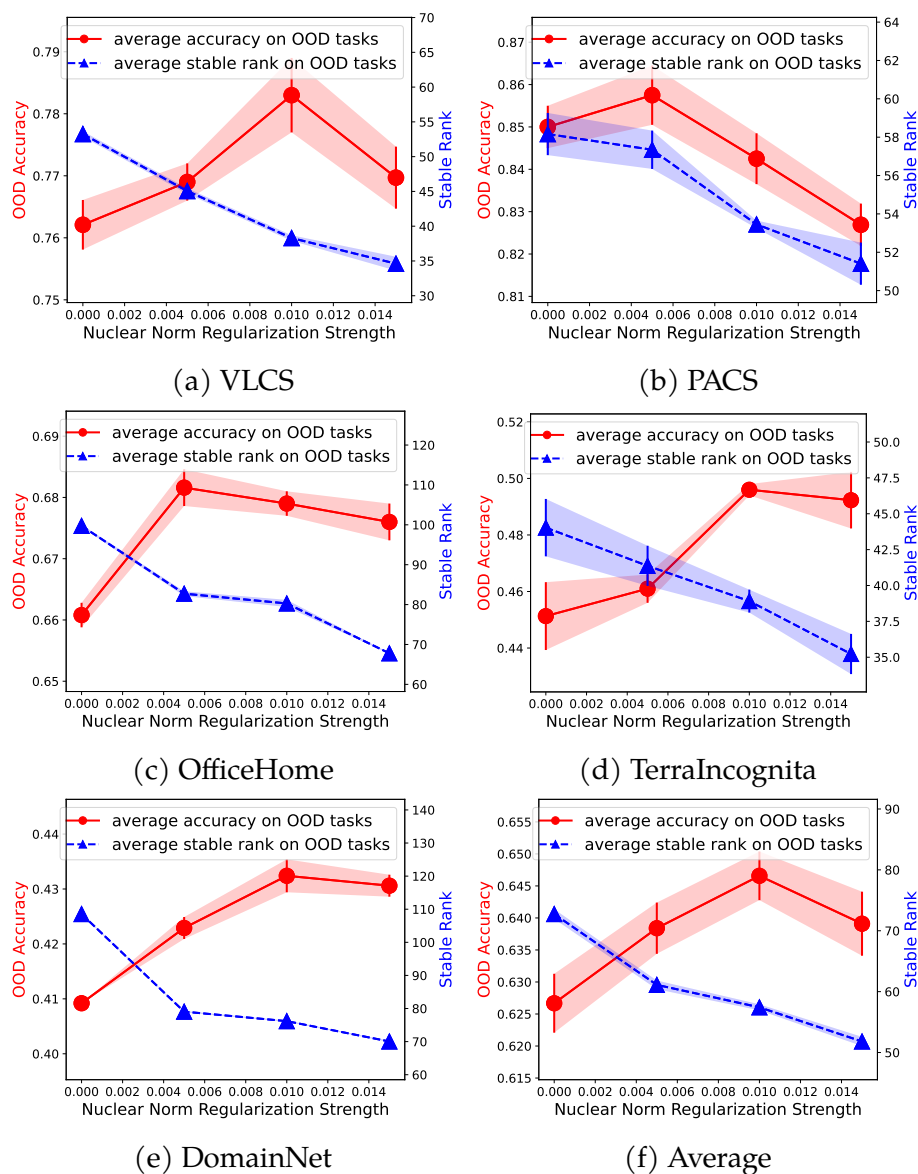 0.79
0.78
0.77
0.76
0.75
OOD Accuracy
average accuracy on OOD tasks
average stable rank on OOD tasks
70
65
60
55
50
45
40
35
30
Stable Rank
0.000 0.002 0.004 0.006 0.008 0.010 0.012 0.014
Nuclear Norm Regularization Strength
(a) VLCS
0.87
0.86
0.85
0.84
0.83
0.82
0.81
OOD Accuracy
average accuracy on OOD tasks
average stable rank on OOD tasks
64
62
60
58
56
54
52
50
Stable Rank
0.000 0.002 0.004 0.006 0.008 0.010 0.012 0.014
Nuclear Norm Regularization Strength
(b) PACS
0.69
0.68
0.67
0.66
0.65
OOD Accuracy
average accuracy on OOD tasks
average stable rank on OOD tasks
120
110
100
90
80
70
60
Stable Rank
0.000 0.002 0.004 0.006 0.008 0.010 0.012 0.014
Nuclear Norm Regularization Strength
(c) OfficeHome
0.52
0.50
0.48
0.46
0.44
OOD Accuracy
average accuracy on OOD tasks
average stable rank on OOD tasks
50.0
46.0
42.5
40.0
35.0
Stable Rank
0.000 0.002 0.004 0.006 0.008 0.010 0.012 0.014
Nuclear Norm Regularization Strength
(d) TerraIncognita
0.44
0.43
0.42
0.41
0.40
OOD Accuracy
average accuracy on OOD tasks
average stable rank on OOD tasks
140
130
120
110
100
90
80
70
60
Stable Rank
0.000 0.002 0.004 0.006 0.008 0.010 0.012 0.014
Nuclear Norm Regularization Strength
(e) DomainNet
0.655
0.650
0.645
0.640
0.635
0.630
0.625
0.620
0.615
OOD Accuracy
average accuracy on OOD tasks
average stable rank on OOD tasks
90
80
70
60
50
Stable Rank
0.000 0.002 0.004 0.006 0.008 0.010 0.012 0.014
Nuclear Norm Regularization Strength
(f) Average